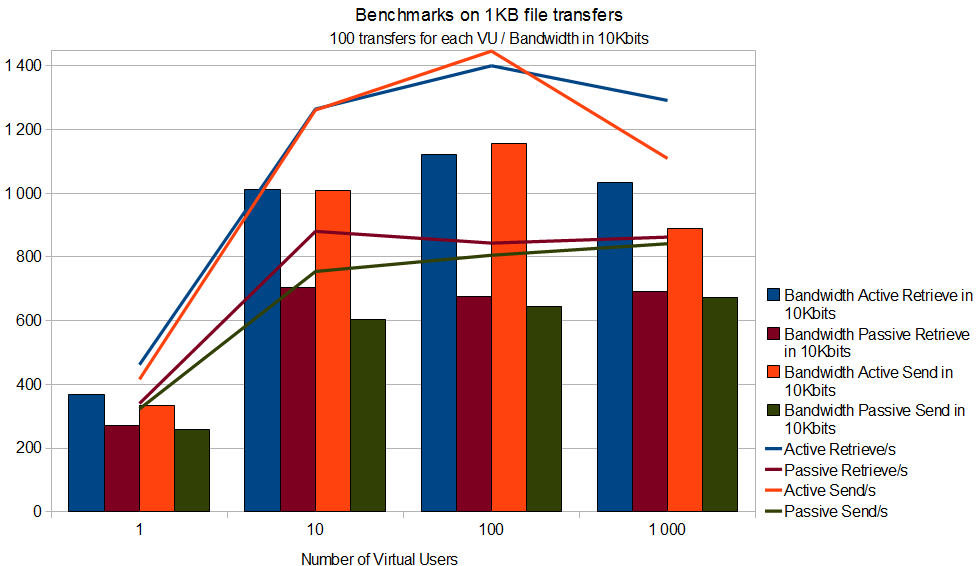 Benchmarks on 1KB file transfers
100 transfers for each VU / Bandwidth in 10Kbits
1 400
1 200
1 000
800
600
400
200
0
1
10
100
1 000
Number of Virtual Users
Bandwidth Active Retrieve in
10Kbits
Bandwidth Passive Retrieve
in 10Kbits
Bandwidth Active Send in
10Kbits
Bandwidth Passive Send in
10Kbits
Active Retrieve/s
Passive Retrieve/s
Active Send/s
Passive Send/s